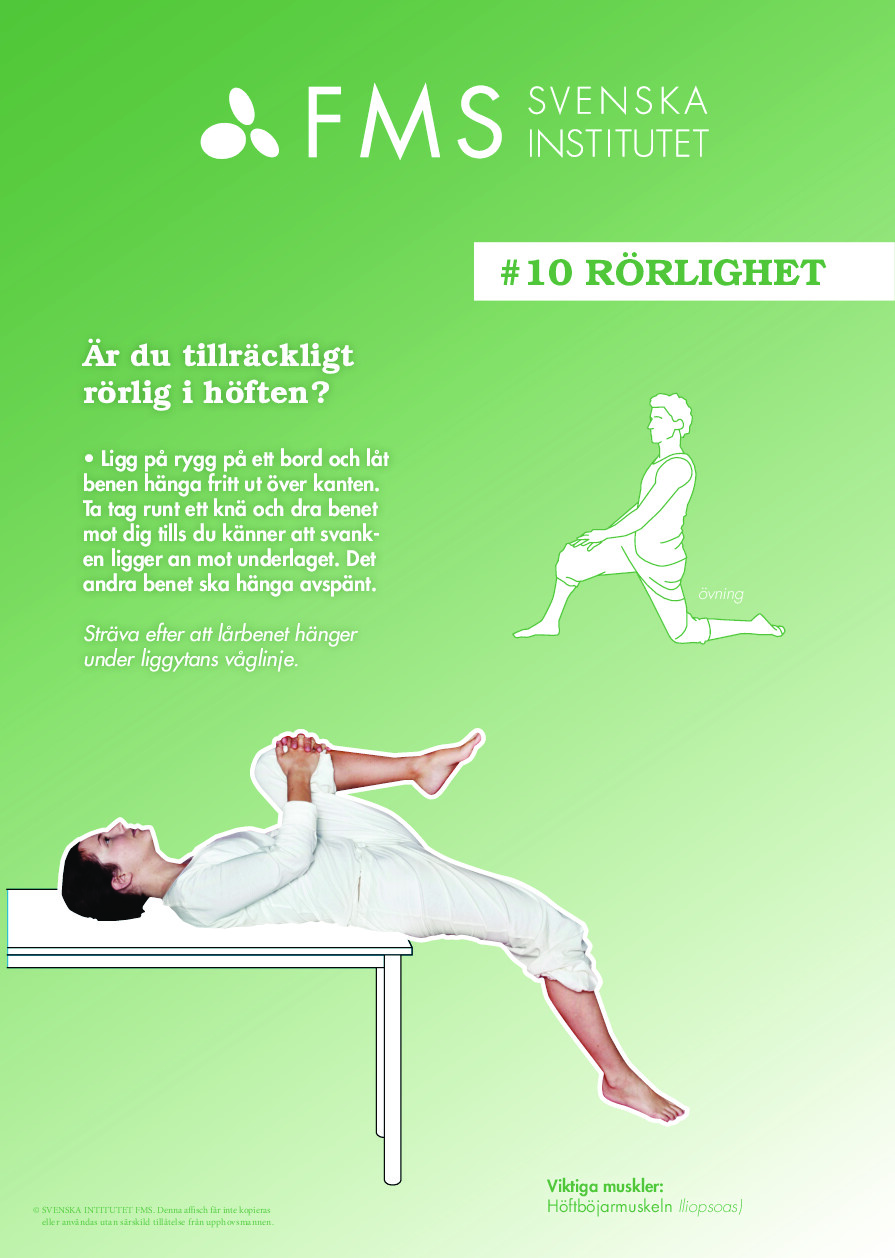 FMS SVENSKA
INSTITUTET
#10 RÖRLIGHET
Är du tillräckligt
rörlig i höften?
• Ligg på rygg på ett bord och låt
benen hänga fritt ut över kanten.
Ta tag runt ett knä och dra benet
mot dig tills du känner att svank-
en ligger an mot underlaget. Det
andra benet ska hänga avspänt.
Sträva efter att lårbenet hänger
under liggytans våglinje.
övning
Viktiga muskler:
Höftböjarmuskeln Iliopsoas)
© SVENSKA INTITUTET FMS. Denna affisch får inte kopieras
eller användas utan särskild tillåtelse från upphovsmannen.